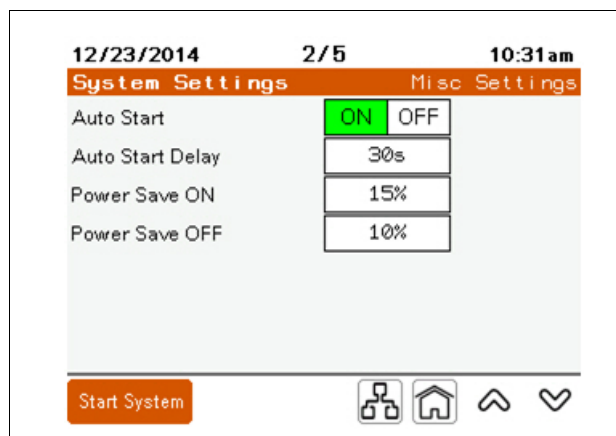 12/23/2014 2/5 10:31am
System Settings Misc Settings
Auto Start ON OFF
Auto Start Delay 30s
Power Save ON 15%
Power Save OFF 10%
Start System